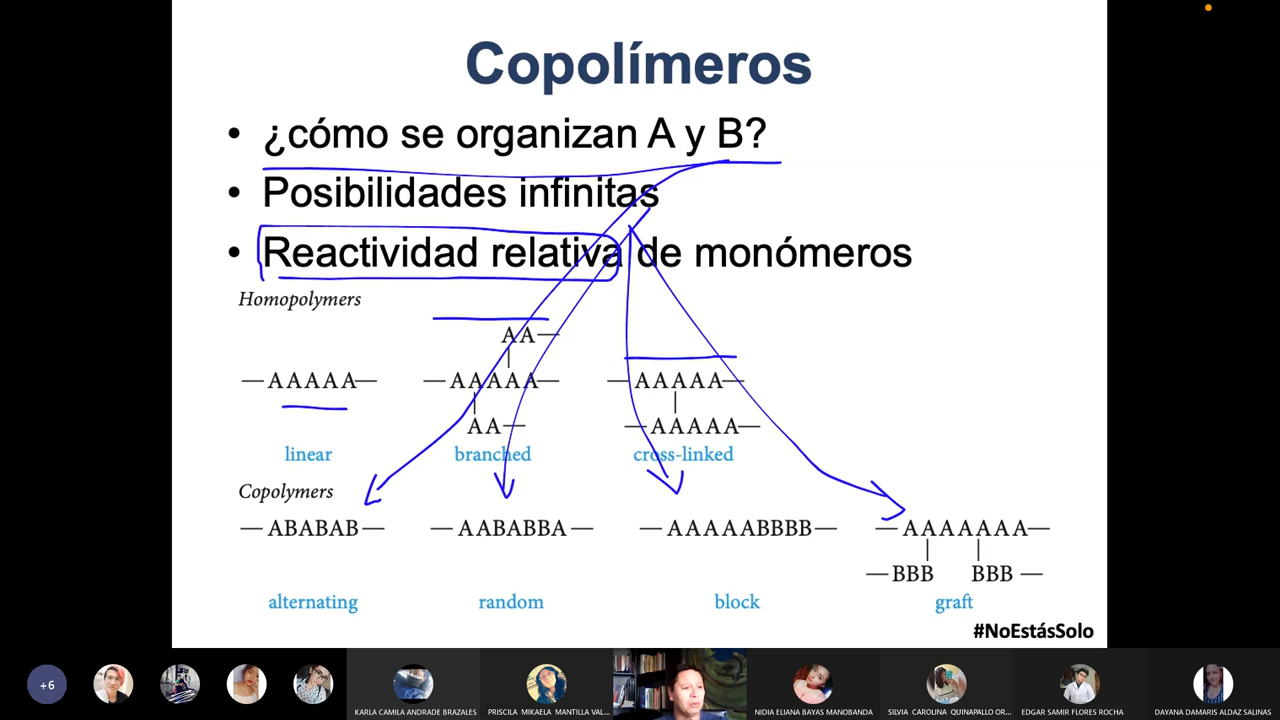 Copolímeros
• ¿cómo se organizan A y B?
• Posibilidades infinitas
• Reactividad relativa de monómeros
Homopolymers
AA—
—AAAAA— —AAAAA— —AAAAA—
AA— —AAAAA—
linear branched cross-linked
Copolymers
—ABABAB— —AABABBA— —AAAAABBBB— —AAAAAAA—
—BBB BBB—
alternating random block graft
#NoEstásSolo
+6
KARLA CAMILA ANDRADE BRAZALES PRISCILA MIKAELA MANTILLA VAL... NIDIA ELIANA BAYAS MANOBANDA SILVIA CAROLINA QUINAPALLO OR... EDGAR SAMIR FLORES ROCHA DAYANA DAMARIS ALDAZ SALINAS